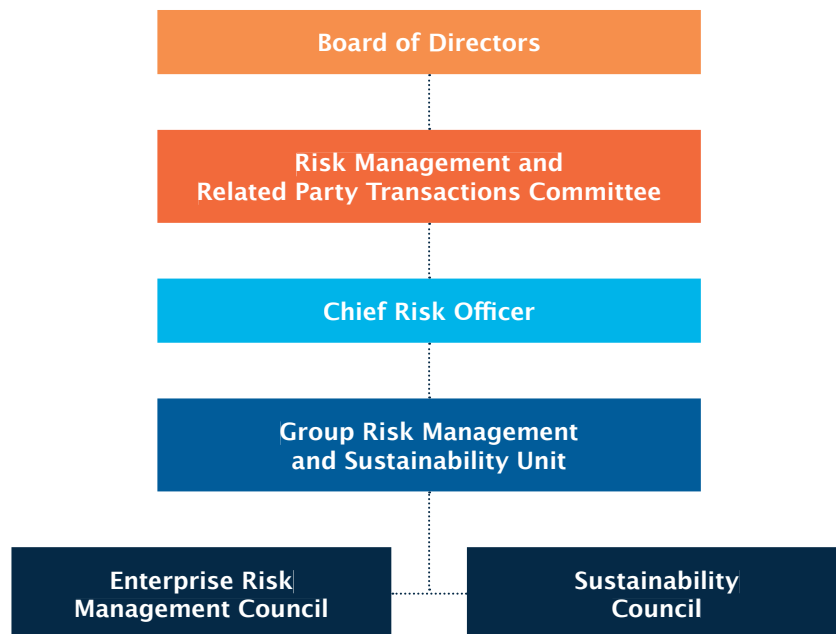 Board of Directors
Risk Management and
Related Party Transactions Committee
Chief Risk Officer
Group Risk Management
and Sustainability Unit
Enterprise Risk
Management Council
Sustainability
Council